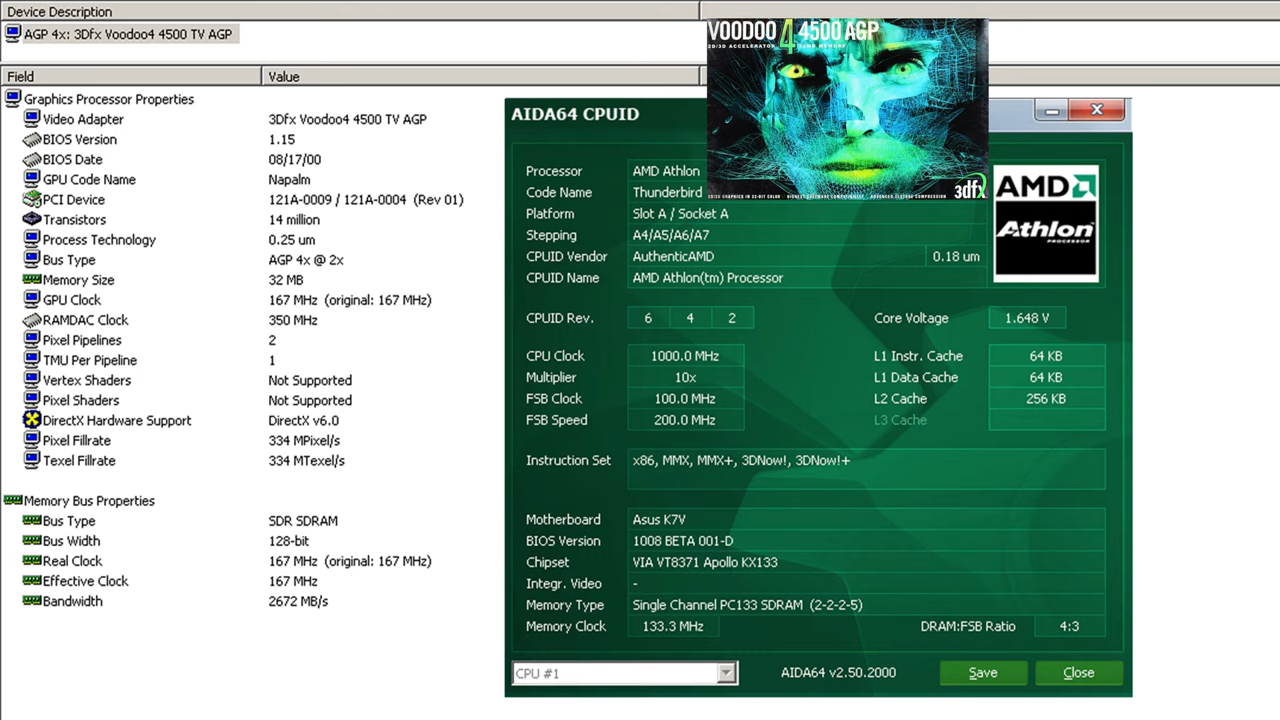 Device Description
AGP 4x: 3Dfx Voodoo4 4500 TV AGP
Field Value
Graphics Processor Properties
Video Adapter 3Dfx Voodoo4 4500 TV AGP
BIOS Version 1.15
BIOS Date 08/17/00
GPU Code Name Napalm
PCI Device 121A-0009 / 121A-0004 (Rev 01)
Transistors 14 million
Process Technology 0.25 um
Bus Type AGP 4x @ 2x
Memory Size 32 MB
GPU Clock 167 MHz (original: 167 MHz)
RAMDAC Clock 350 MHz
Pixel Pipelines 2
TMU Per Pipeline 1
Vertex Shaders Not Supported
Pixel Shaders Not Supported
DirectX Hardware Support DirectX v6.0
Pixel Fillrate 334 MPixel/s
Texel Fillrate 334 MTexel/s
Memory Bus Properties
Bus Type SDR SDRAM
Bus Width 128-bit
Real Clock 167 MHz (original: 167 MHz)
Effective Clock 167 MHz
Bandwidth 2672 MB/s
VOODOO 4 4500 AGP
2D/3D ACCELERATOR
3dfx
AIDA64 CPUID
Processor AMD Athlon
Code Name Thunderbird
Platform Slot A / Socket A
Stepping A4/A5/A6/A7
CPUID Vendor AuthenticAMD 0.18 um
CPUID Name AMD Athlon(tm) Processor
AMD
Athlon
PROCESSOR
CPUID Rev. 6 4 2 Core Voltage 1.648 V
CPU Clock 1000.0 MHz L1 Instr. Cache 64 KB
Multiplier 10x L1 Data Cache 64 KB
FSB Clock 100.0 MHz L2 Cache 256 KB
FSB Speed 200.0 MHz L3 Cache
Instruction Set x86, MMX, MMX+, 3DNow!, 3DNow!+
Motherboard Asus K7V
BIOS Version 1008 BETA 001-D
Chipset VIA VT8371 Apollo KX133
Integr. Video -
Memory Type Single Channel PC133 SDRAM (2-2-2-5)
Memory Clock 133.3 MHz DRAM:FSB Ratio 4:3
CPU #1 AIDA64 v2.50.2000 Save Close